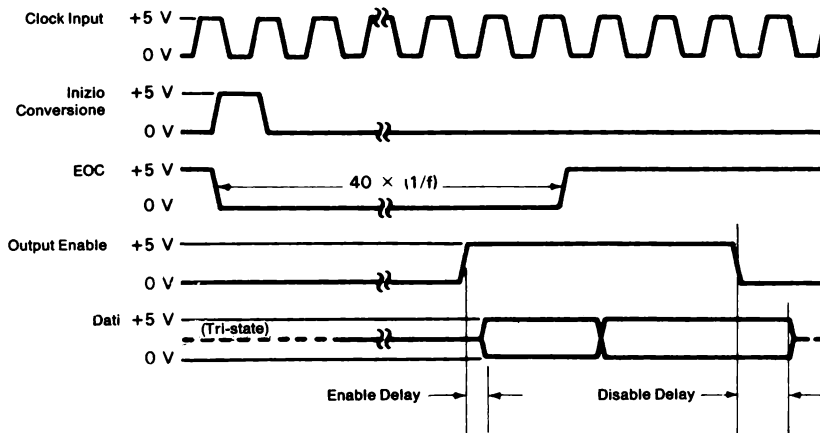 Clock Input +5 V
0 V
Inizio
Conversione
+5 V
0 V
EOC +5 V
40 × (1/f)
0 V
Output Enable +5 V
0 V
Dati +5 V
(Tri-state)
0 V
Enable Delay
Disable Delay